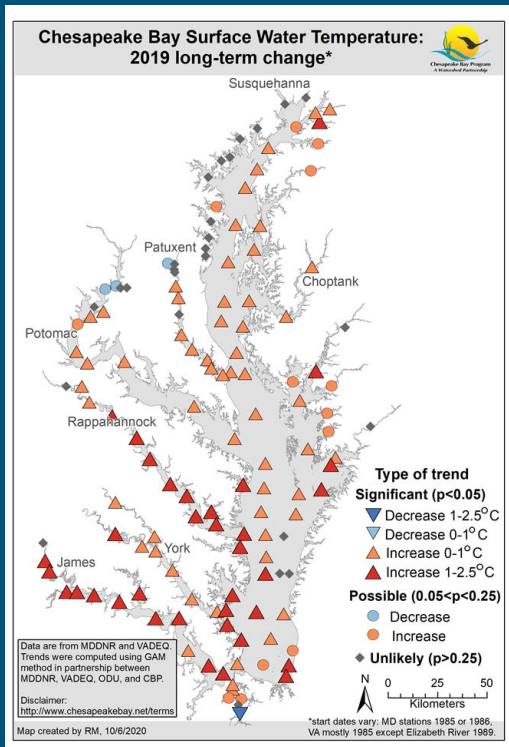 Chesapeake Bay Surface Water Temperature:
2019 long-term change*
Chesapeake Bay Program
A Watershed Partnership
Susquehanna
Patuxent
Choptank
Potomac
Rappahannock
York
James
Type of trend
Significant (p<0.05)
Decrease 1-2.5°C
Decrease 0-1°C
Increase 0-1°C
Increase 1-2.5°C
Possible (0.05<p<0.25)
Decrease
Increase
Unlikely (p>0.25)
N
0 25 50
Kilometers
Data are from MDDNR and VADEQ.
Trends were computed using GAM
method in partnership between
MDDNR, VADEQ, ODU, and CBP.
Disclaimer:
http://www.chesapeakebay.net/terms
Map created by RM, 10/6/2020
*start dates vary: MD stations 1985 or 1986,
VA mostly 1985 except Elizabeth River 1989.